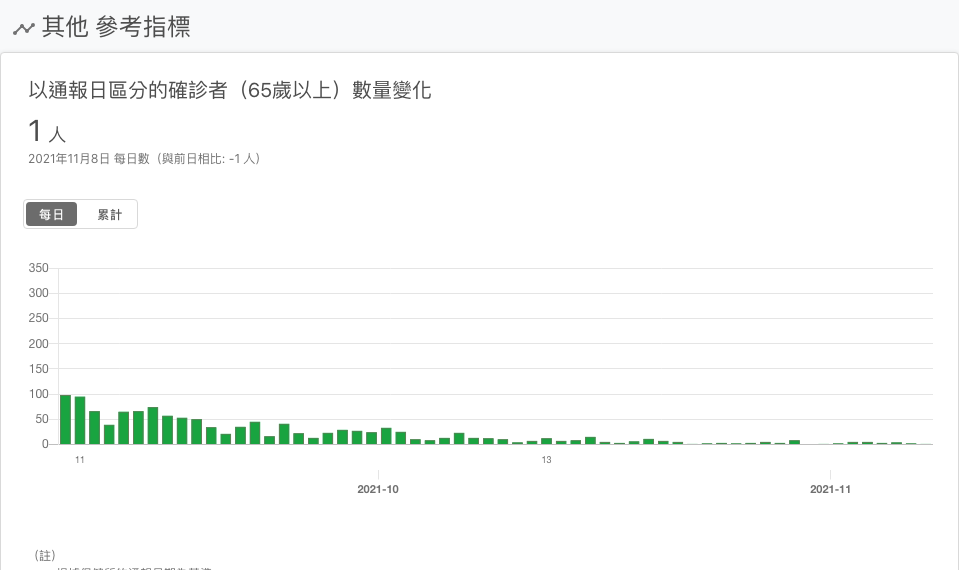 其他 參考指標
以通報日區分的確診者（65歲以上）數量變化
1 人
2021年11月8日 每日數（與前日相比: -1 人）
每日 累計
350
300
250
200
150
100
50
0
11 13
2021-10 2021-11
（註）